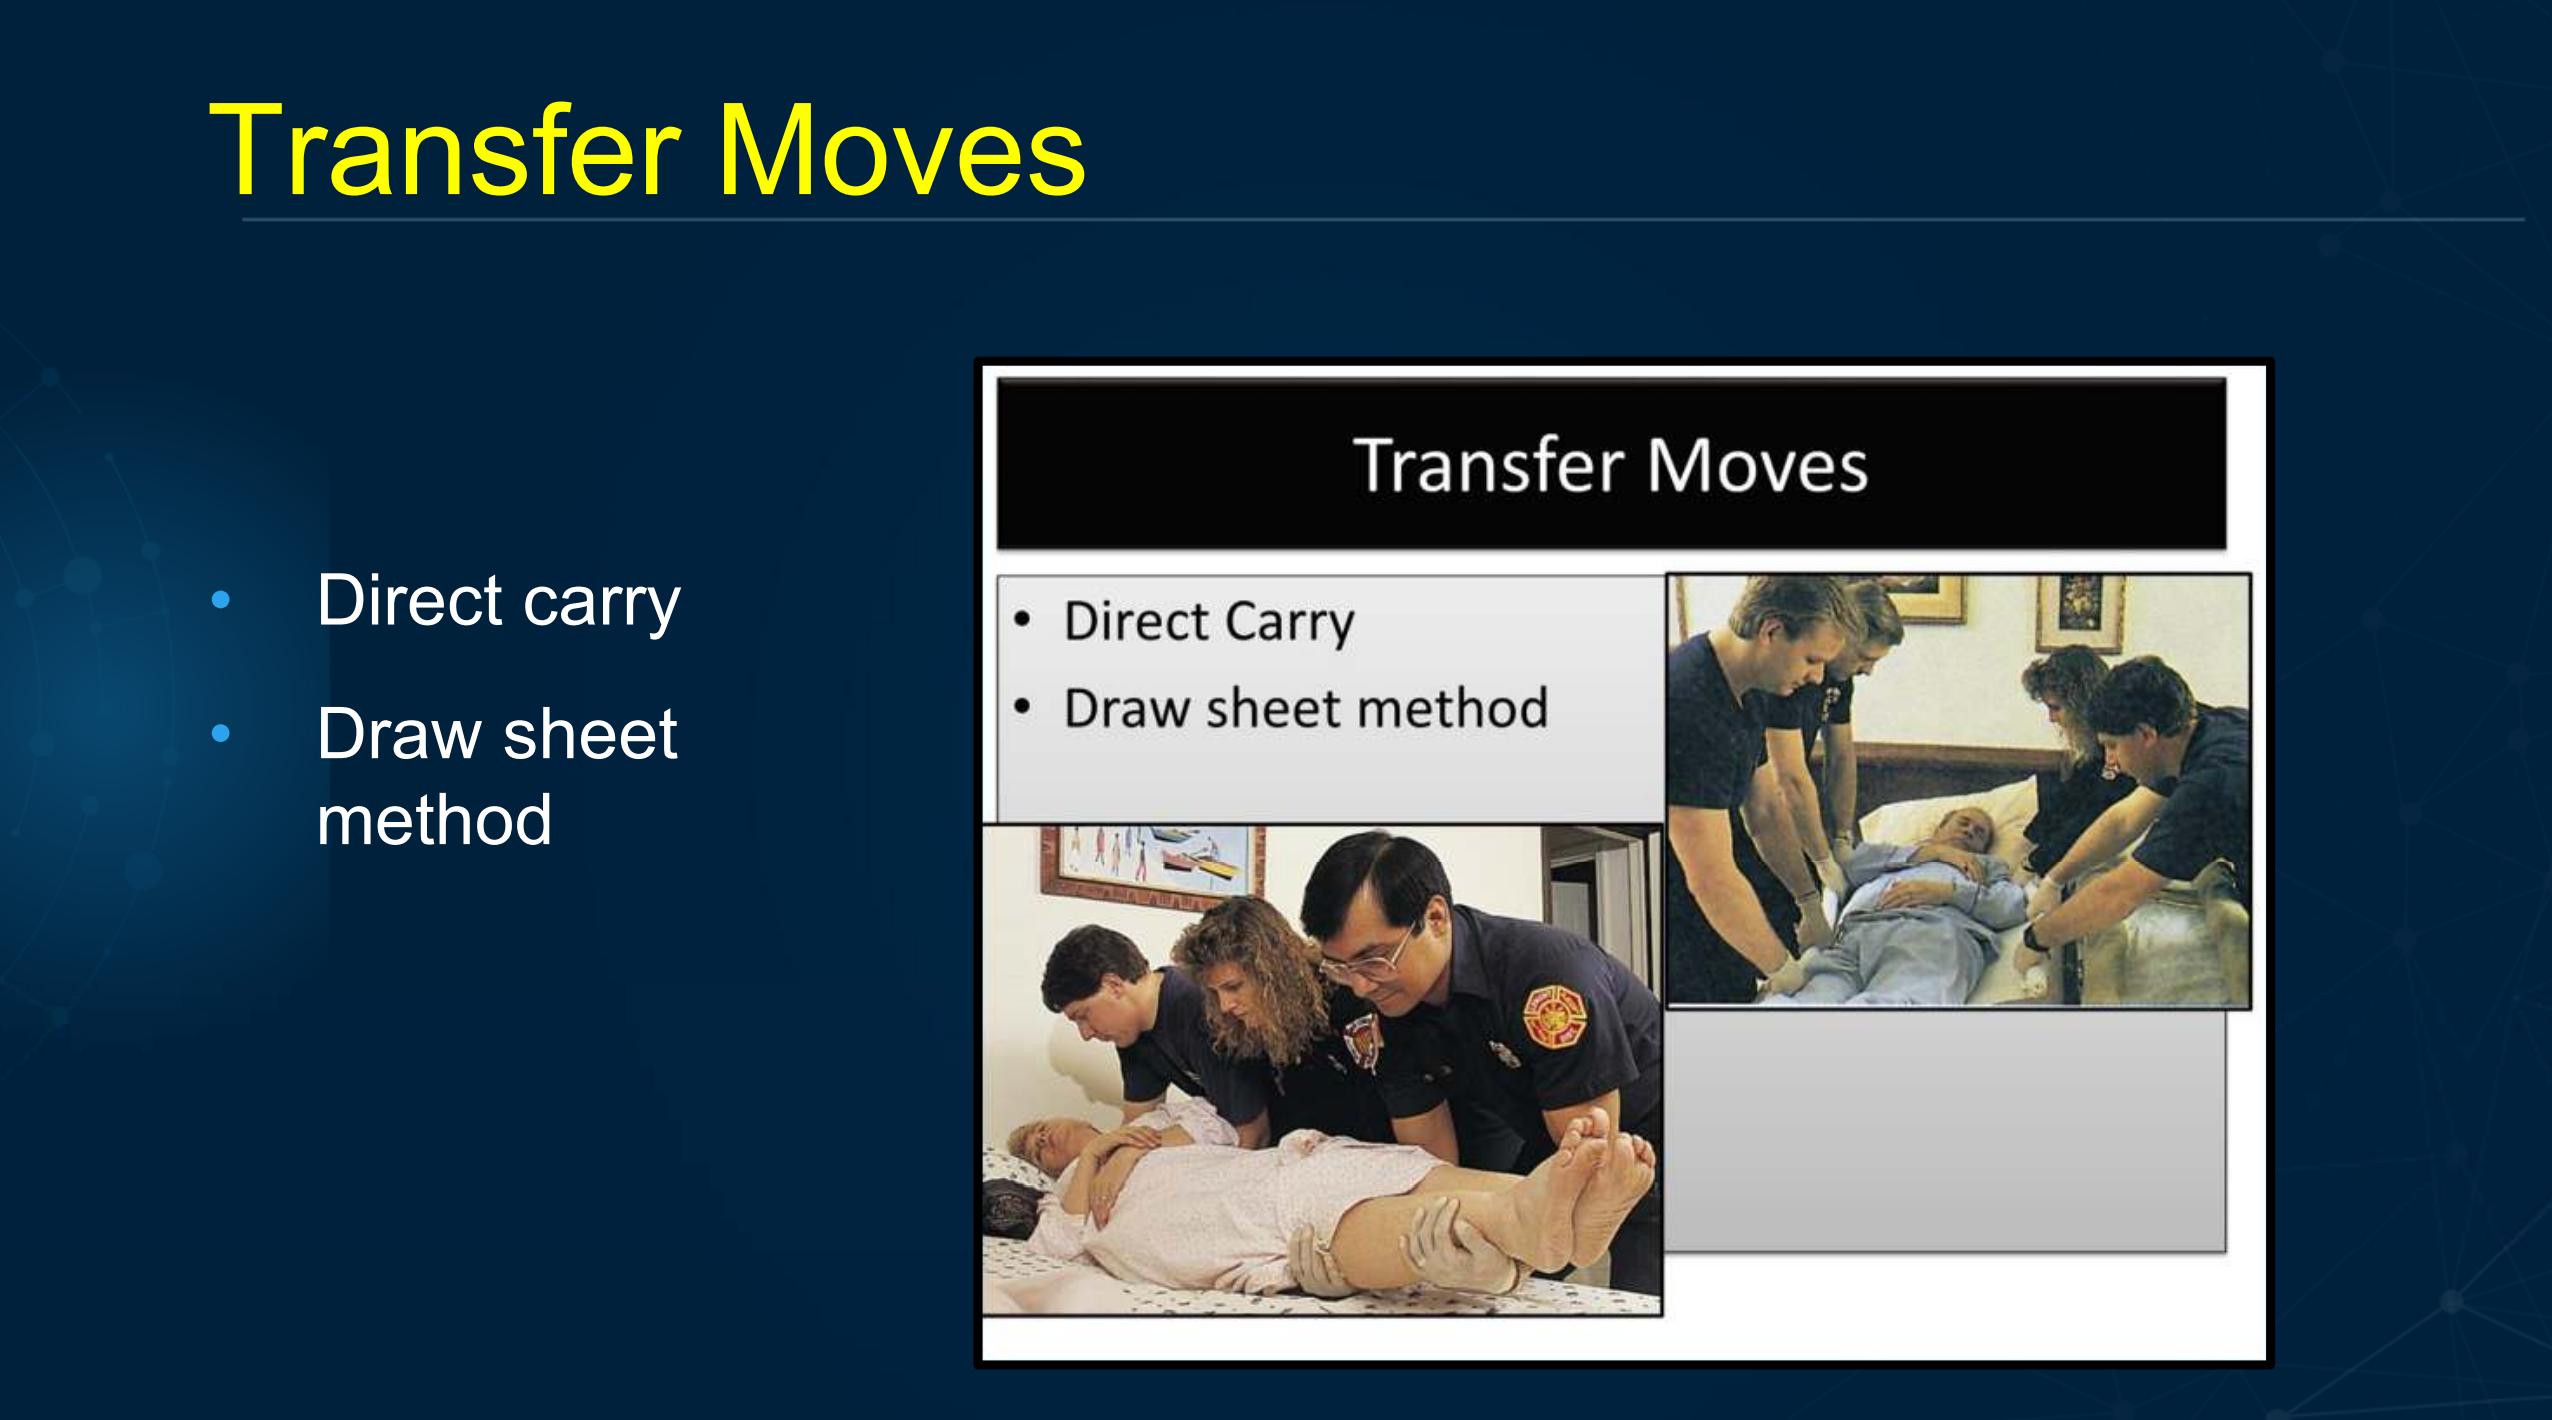 Transfer Moves
• Direct carry
• Draw sheet
method
Transfer Moves
• Direct Carry
• Draw sheet method